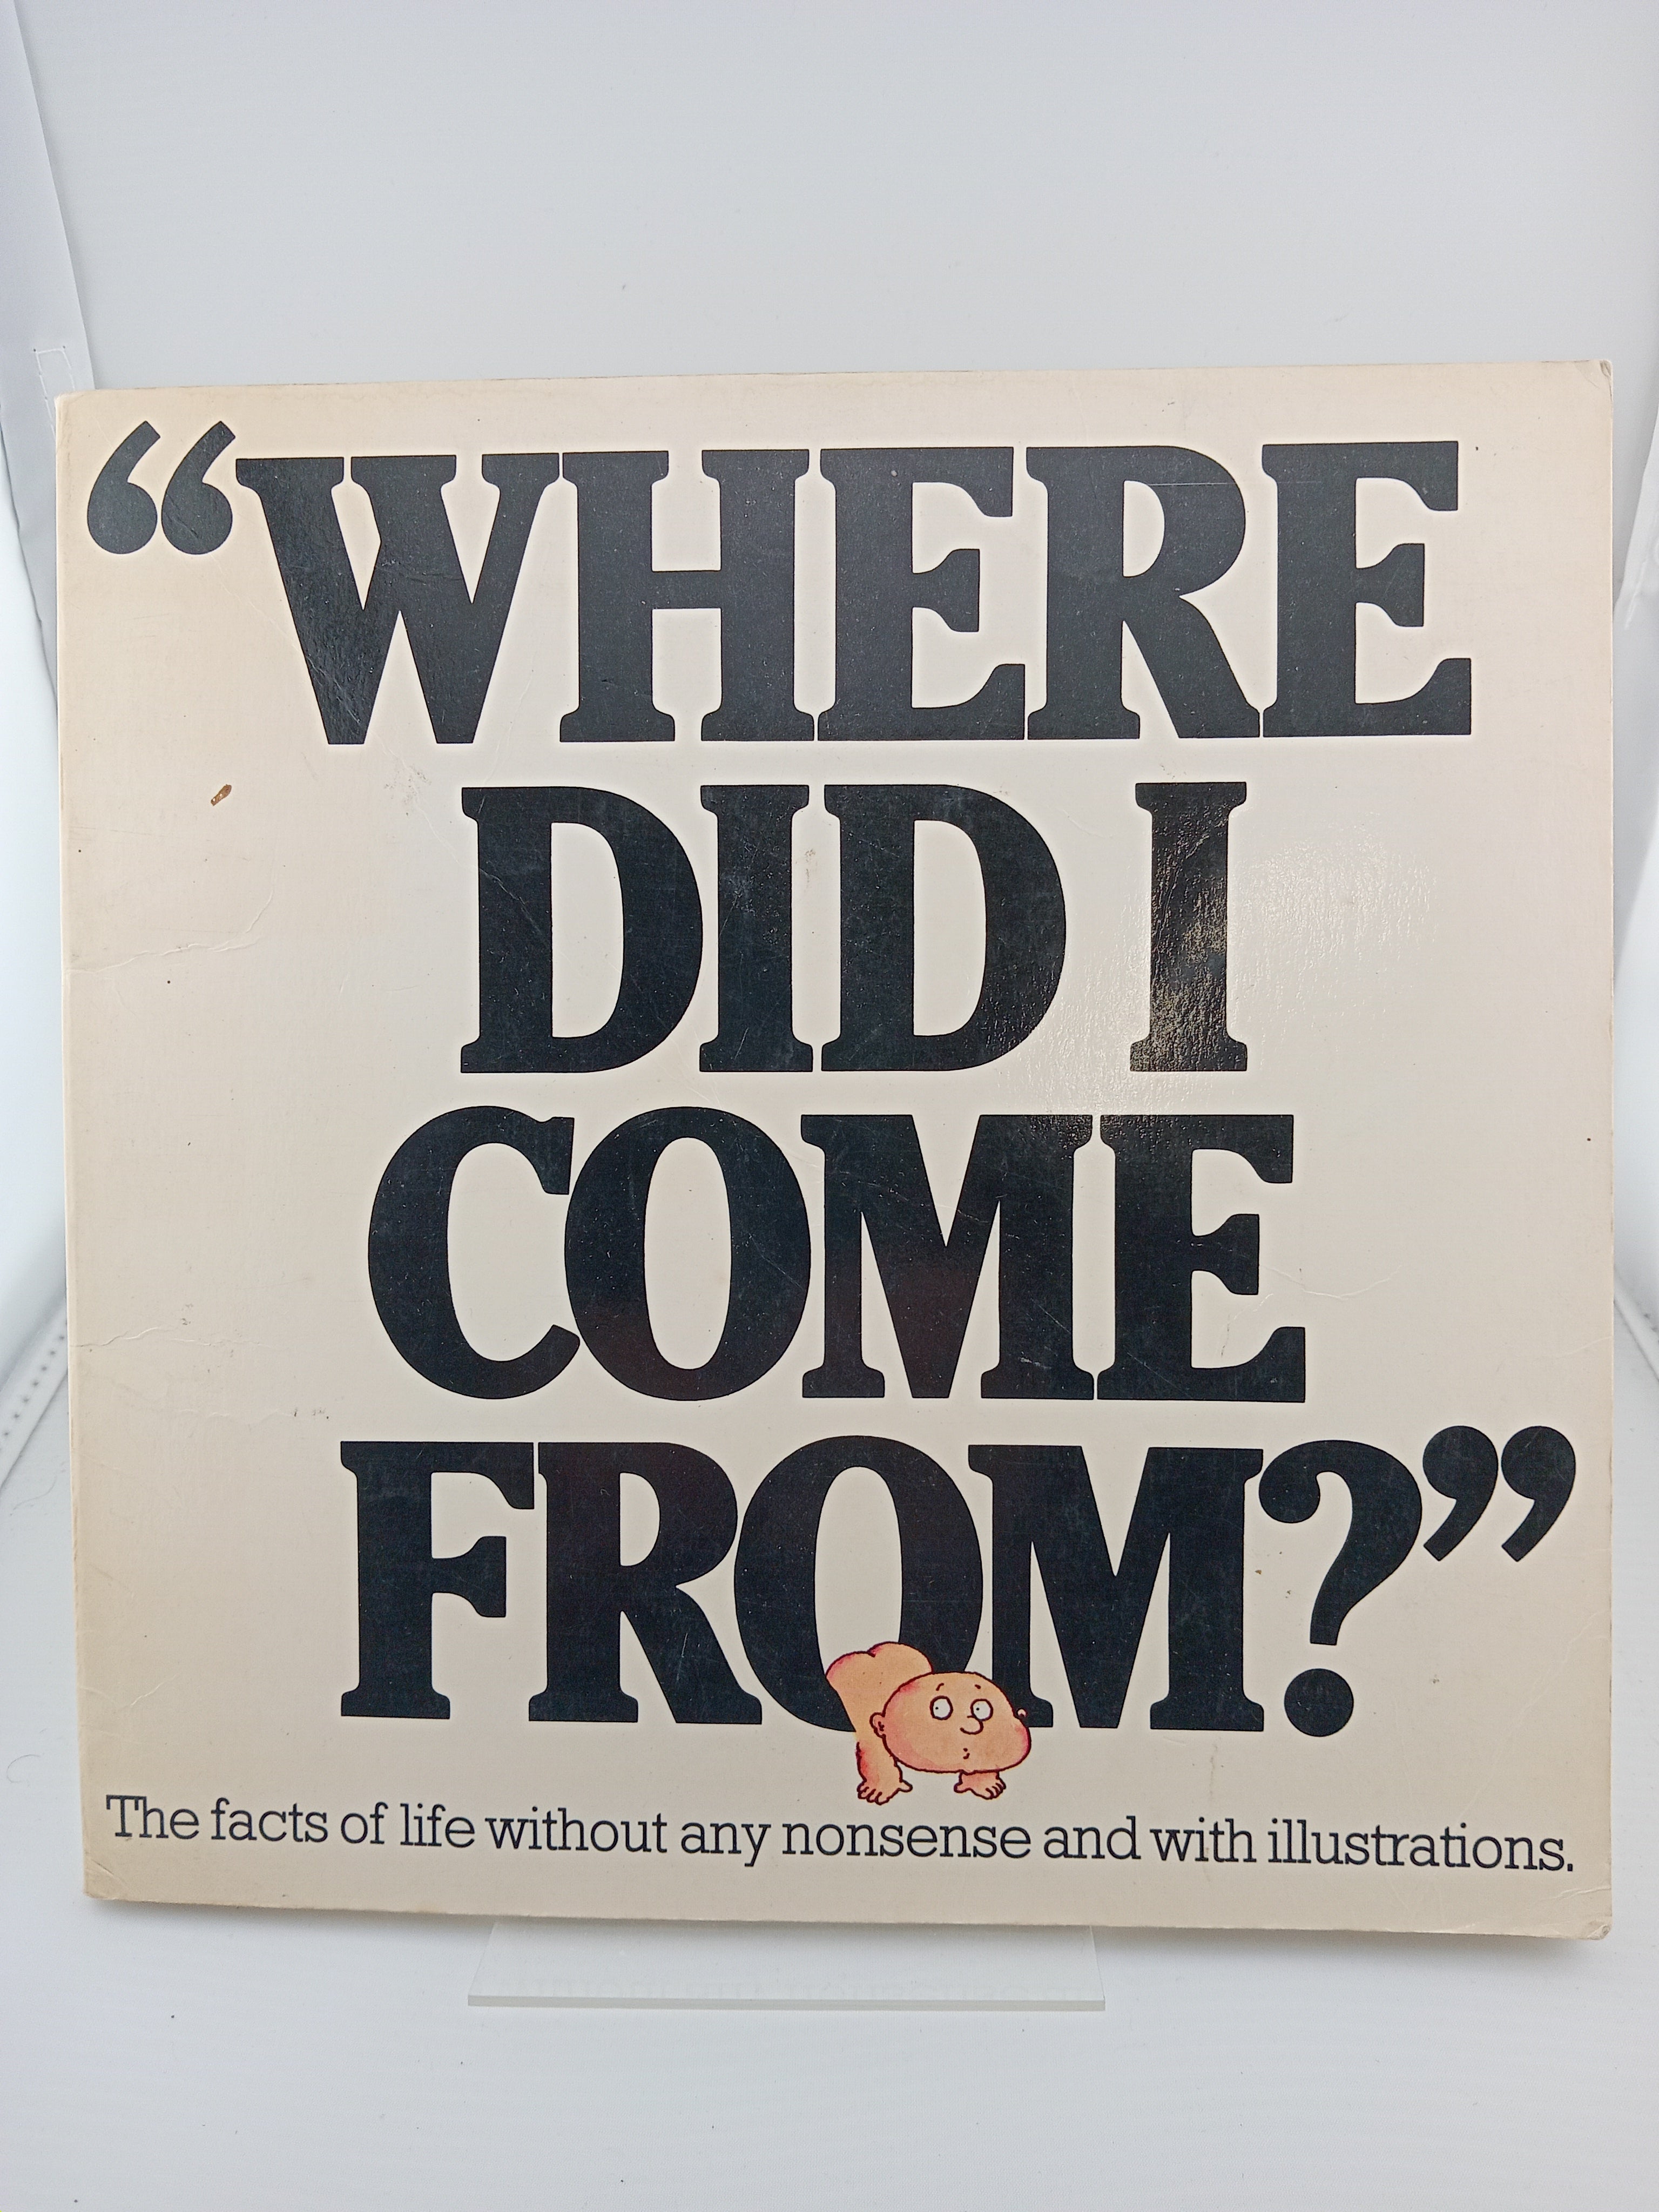 “WHERE
DID I
COME
FROM?”
The facts of life without any nonsense and with illustrations.